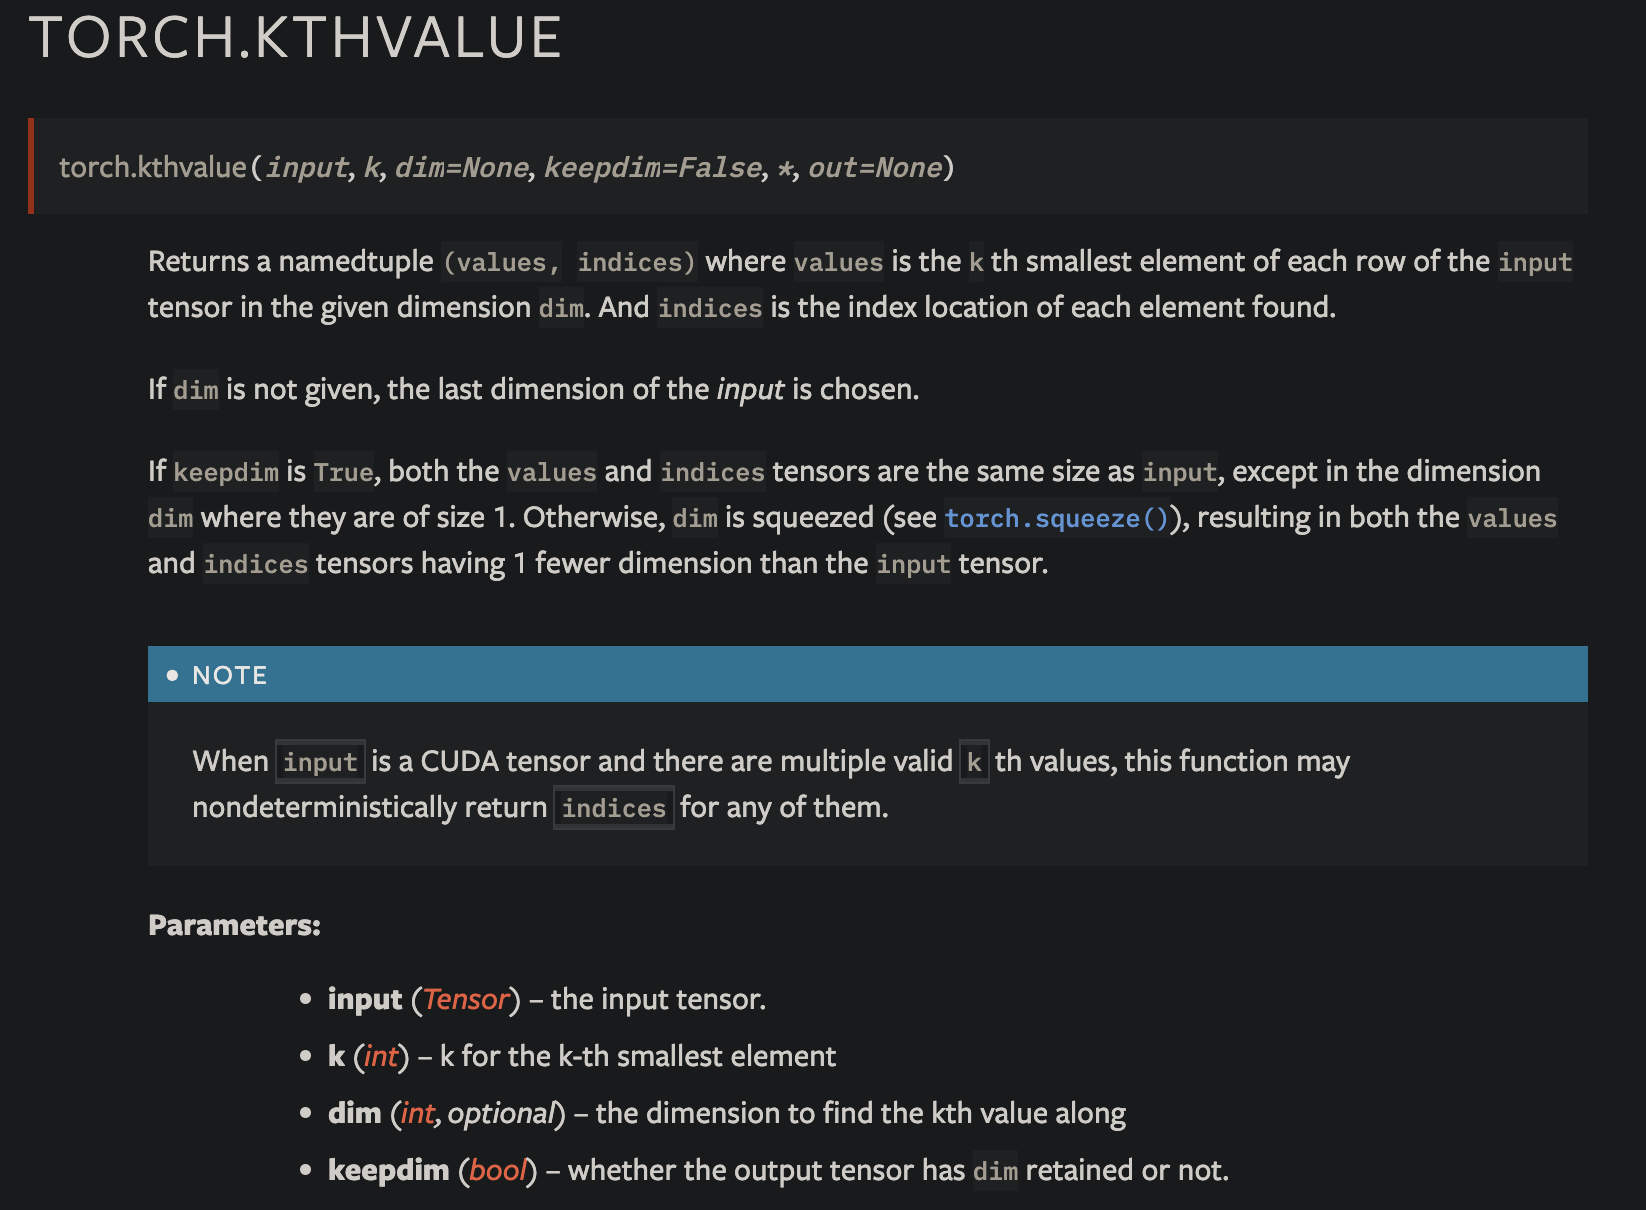 TORCH.KTHVALUE
torch.kthvalue(input, k, dim=None, keepdim=False, *, out=None)
Returns a namedtuple (values, indices) where values is the k th smallest element of each row of the input
tensor in the given dimension dim. And indices is the index location of each element found.
If dim is not given, the last dimension of the input is chosen.
If keepdim is True, both the values and indices tensors are the same size as input, except in the dimension
dim where they are of size 1. Otherwise, dim is squeezed (see torch.squeeze()), resulting in both the values
and indices tensors having 1 fewer dimension than the input tensor.
• NOTE
When input is a CUDA tensor and there are multiple valid k th values, this function may
nondeterministically return indices for any of them.
Parameters:
• input (Tensor) – the input tensor.
• k (int) – k for the k-th smallest element
• dim (int, optional) – the dimension to find the kth value along
• keepdim (bool) – whether the output tensor has dim retained or not.